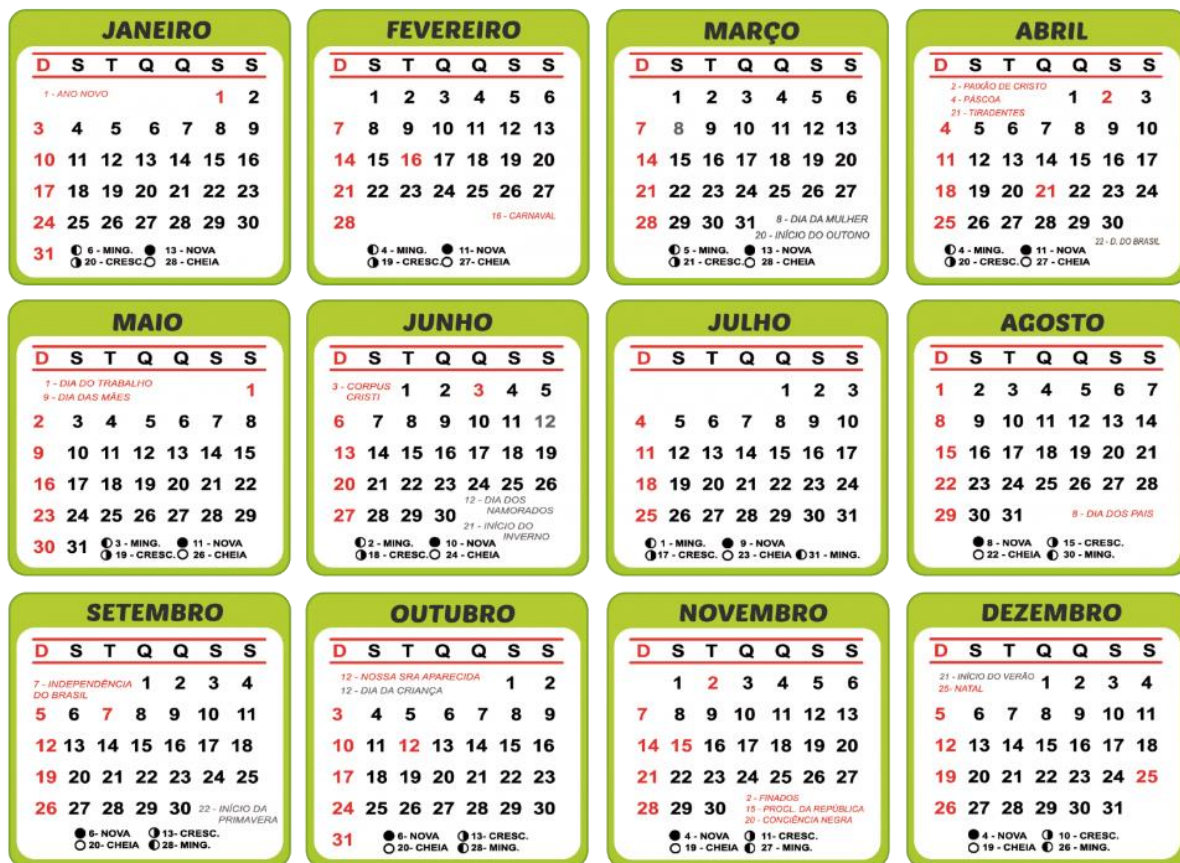 JANEIRO
D S T Q Q S S
1 - ANO NOVO 1 2
3 4 5 6 7 8 9
10 11 12 13 14 15 16
17 18 19 20 21 22 23
24 25 26 27 28 29 30
31 6 - MING. 13 - NOVA
20 - CRESC. 28 - CHEIA
FEVEREIRO
D S T Q Q S S
1 2 3 4 5 6
7 8 9 10 11 12 13
14 15 16 17 18 19 20
21 22 23 24 25 26 27
28 16 - CARNAVAL
4 - MING. 11- NOVA
19 - CRESC. 27- CHEIA
MARÇO
D S T Q Q S S
1 2 3 4 5 6
7 8 9 10 11 12 13
14 15 16 17 18 19 20
21 22 23 24 25 26 27
28 29 30 31 8 - DIA DA MULHER
20 - INÍCIO DO OUTONO
5 - MING. 13 - NOVA
21 - CRESC. 28 - CHEIA
ABRIL
D S T Q Q S S
2 - PAIXÃO DE CRISTO
4 - PÁSCOA 1 2 3
21 - TIRADENTES
4 5 6 7 8 9 10
11 12 13 14 15 16 17
18 19 20 21 22 23 24
25 26 27 28 29 30
22 - D. DO BRASIL
4 - MING. 11 - NOVA
20 - CRESC. 27 - CHEIA
MAIO
D S T Q Q S S
1 - DIA DO TRABALHO 1
9 - DIA DAS MÃES
2 3 4 5 6 7 8
9 10 11 12 13 14 15
16 17 18 19 20 21 22
23 24 25 26 27 28 29
30 31 3 - MING. 11 - NOVA
19 - CRESC. 26 - CHEIA
JUNHO
D S T Q Q S S
3 - CORPUS 1 2 3 4 5
CRISTI
6 7 8 9 10 11 12
13 14 15 16 17 18 19
20 21 22 23 24 25 26
12 - DIA DOS
NAMORADOS
27 28 29 30
21 - INÍCIO DO
INVERNO
2 - MING. 10 - NOVA
18 - CRESC. 24 - CHEIA
JULHO
D S T Q Q S S
1 2 3
4 5 6 7 8 9 10
11 12 13 14 15 16 17
18 19 20 21 22 23 24
25 26 27 28 29 30 31
1 - MING. 9 - NOVA
17 - CRESC. 23 - CHEIA 31 - MING.
AGOSTO
D S T Q Q S S
1 2 3 4 5 6 7
8 9 10 11 12 13 14
15 16 17 18 19 20 21
22 23 24 25 26 27 28
29 30 31 8 - DIA DOS PAIS
8 - NOVA 15 - CRESC.
22 - CHEIA 30 - MING.
SETEMBRO
D S T Q Q S S
7 - INDEPENDÊNCIA 1 2 3 4
DO BRASIL
5 6 7 8 9 10 11
12 13 14 15 16 17 18
19 20 21 22 23 24 25
26 27 28 29 30 22 - INÍCIO DA
PRIMAVERA
6- NOVA 13- CRESC.
20- CHEIA 28- MING.
OUTUBRO
D S T Q Q S S
12 - NOSSA SRA APARECIDA 1 2
12 - DIA DA CRIANÇA
3 4 5 6 7 8 9
10 11 12 13 14 15 16
17 18 19 20 21 22 23
24 25 26 27 28 29 30
31 6- NOVA 13- CRESC.
20- CHEIA 28- MING.
NOVEMBRO
D S T Q Q S S
1 2 3 4 5 6
7 8 9 10 11 12 13
14 15 16 17 18 19 20
21 22 23 24 25 26 27
28 29 30 2 - FINADOS
15 - PROCL. DA REPÚBLICA
20 - CONCIÊNCIA NEGRA
4 - NOVA 11- CRESC.
19 - CHEIA 27 - MING.
DEZEMBRO
D S T Q Q S S
21 - INÍCIO DO VERÃO 1 2 3 4
25- NATAL
5 6 7 8 9 10 11
12 13 14 15 16 17 18
19 20 21 22 23 24 25
26 27 28 29 30 31
4 - NOVA 10 - CRESC.
19 - CHEIA 26 - MING.